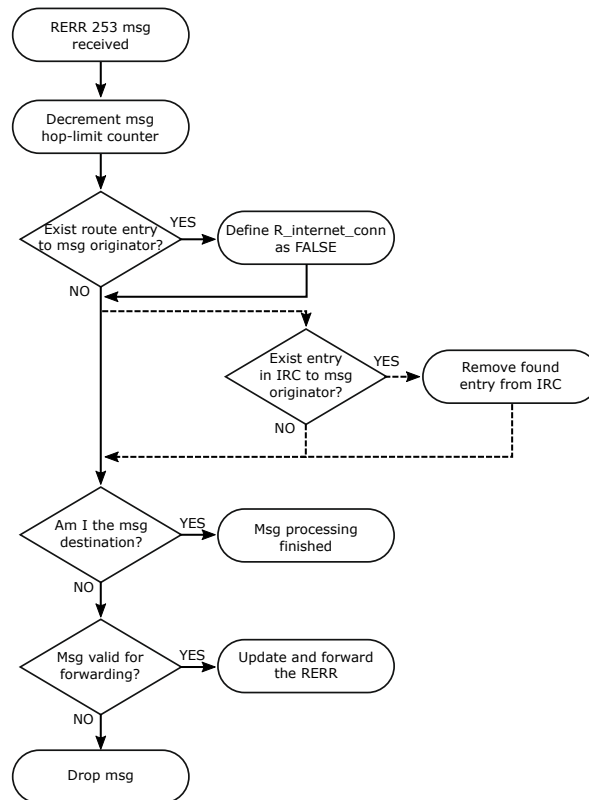 RERR 253 msg
received
Decrement msg
hop-limit counter
Exist route entry
to msg originator?
YES
Define R_internet_conn
as FALSE
NO
Exist entry
in IRC to msg
originator?
YES
Remove found
entry from IRC
NO
Am I the msg
destination?
YES
Msg processing
finished
NO
Msg valid for
forwarding?
YES
Update and forward
the RERR
NO
Drop msg